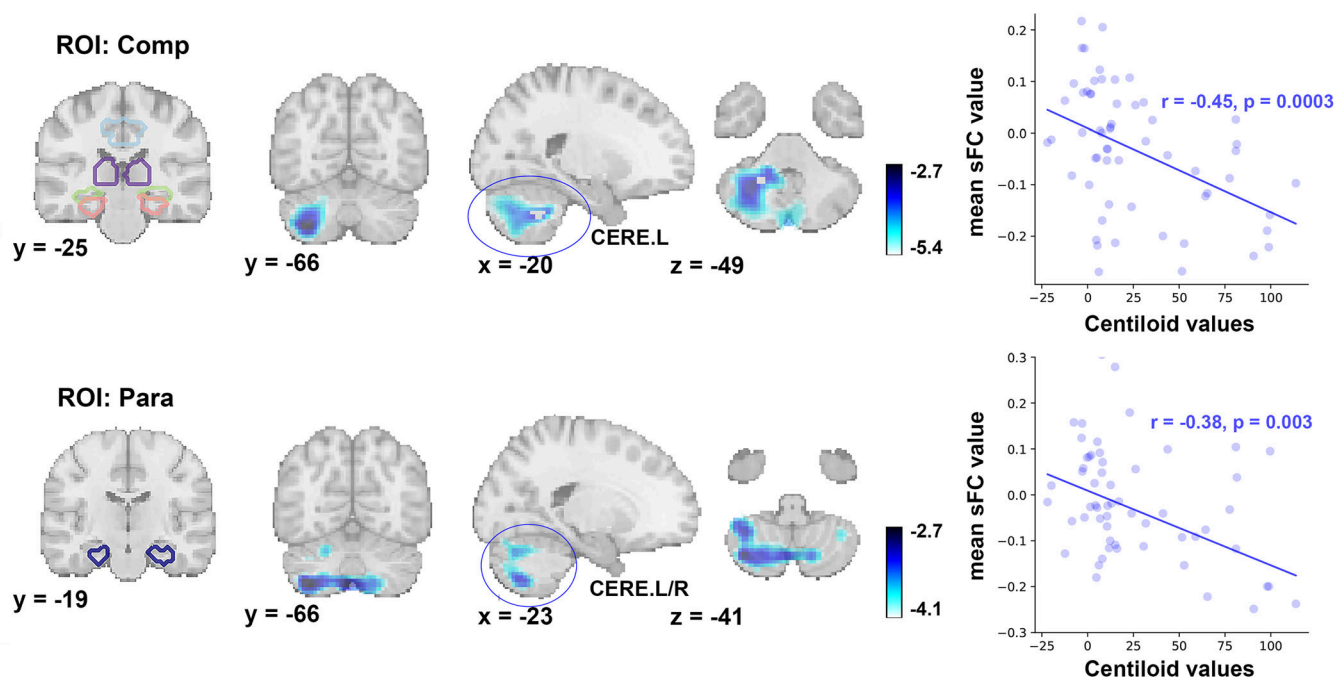 ROI: Comp
y = -25
y = -66
CERE.L
x = -20
z = -49
-2.7
-5.4
mean sFC value
0.2
0.1
0.0
-0.1
-0.2
r = -0.45, p = 0.0003
−25 0 25 50 75 100
Centiloid values
ROI: Para
y = -19
y = -66
CERE.L/R
x = -23
z = -41
-2.7
-4.1
mean sFC value
0.3
0.2
0.1
0.0
-0.1
-0.2
-0.3
r = -0.38, p = 0.003
−25 0 25 50 75 100
Centiloid values